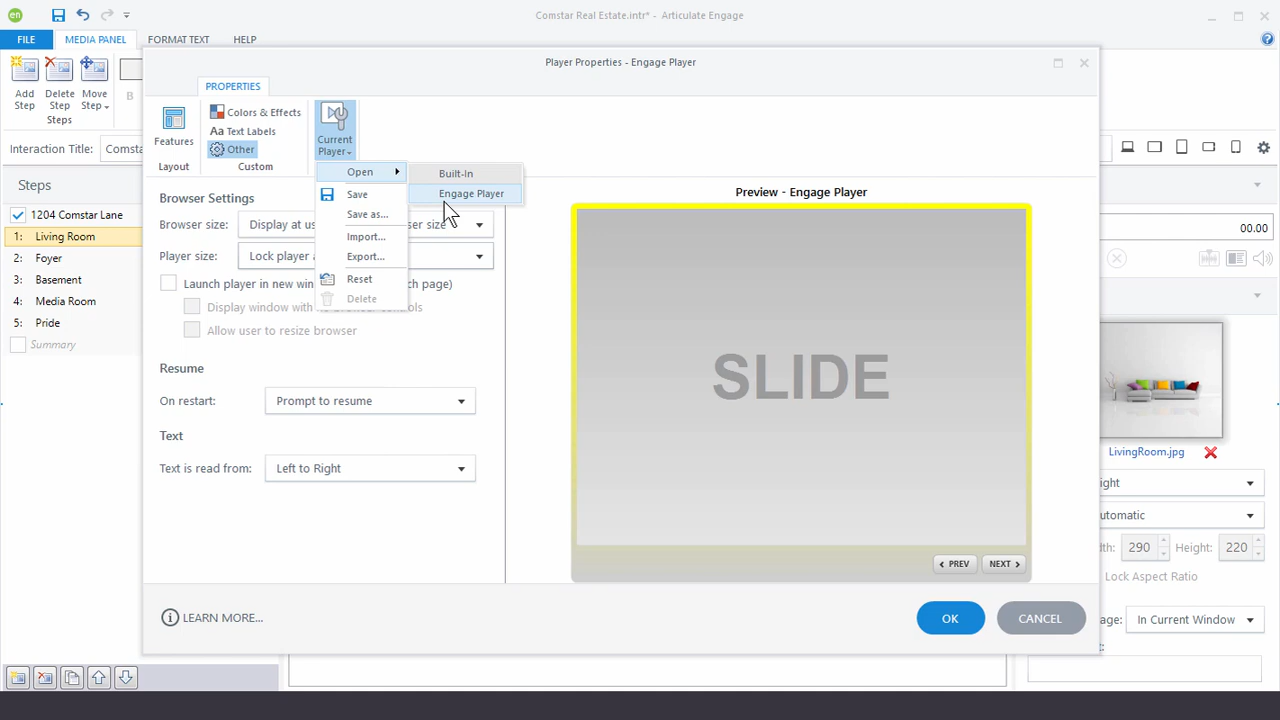 en
Comstar Real Estate.intr* - Articulate Engage
FILE
MEDIA PANEL
FORMAT TEXT
HELP
Player Properties - Engage Player
PROPERTIES
Add Step
Delete Step
Move Step
B
Steps
Features
Layout
Colors & Effects
Aa Text Labels
Other
Custom
Current Player
Interaction Title:
Comsta
Open
Save
Save as...
Import...
Export...
Reset
Delete
Built-In
Engage Player
Steps
1204 Comstar Lane
1: Living Room
2: Foyer
3: Basement
4: Media Room
5: Pride
Summary
Browser Settings
Browser size:
Display at us
ser size
Player size:
Lock player a
Launch player in new win
ch page)
Display window with
controls
Allow user to resize browser
Resume
On restart:
Prompt to resume
Text
Text is read from:
Left to Right
Preview - Engage Player
SLIDE
PREV
NEXT
LEARN MORE...
OK
CANCEL
00.00
LivingRoom.jpg
ight
utomatic
th:
290
Height:
220
Lock Aspect Ratio
age:
In Current Window